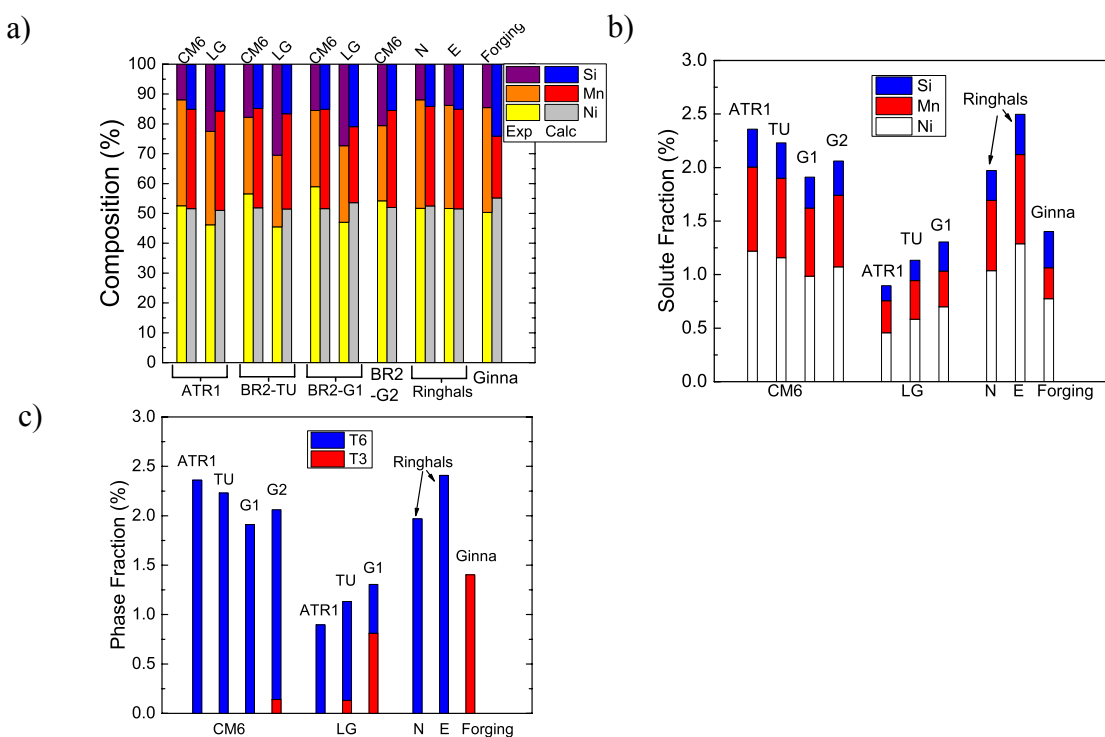 a)
CM6 LG CM6 LG CM6 LG CM6 N E Forging
100
90
80
70
60
50
40
30
20
10
0
Composition (%)
Si
Mn
Ni
Exp Calc
ATR1 BR2-TU BR2-G1 BR2 -G2 Ringhals Ginna
b)
3.0
2.5
2.0
1.5
1.0
0.5
0.0
Solute Fraction (%)
Si
Mn
Ni
ATR1
TU
G1
G2
ATR1
TU
G1
Ringhals
Ginna
CM6 LG N E Forging
c)
3.0
2.5
2.0
1.5
1.0
0.5
0.0
Phase Fraction (%)
T6
T3
ATR1
TU
G1
G2
ATR1
TU
G1
Ringhals
Ginna
CM6 LG N E Forging